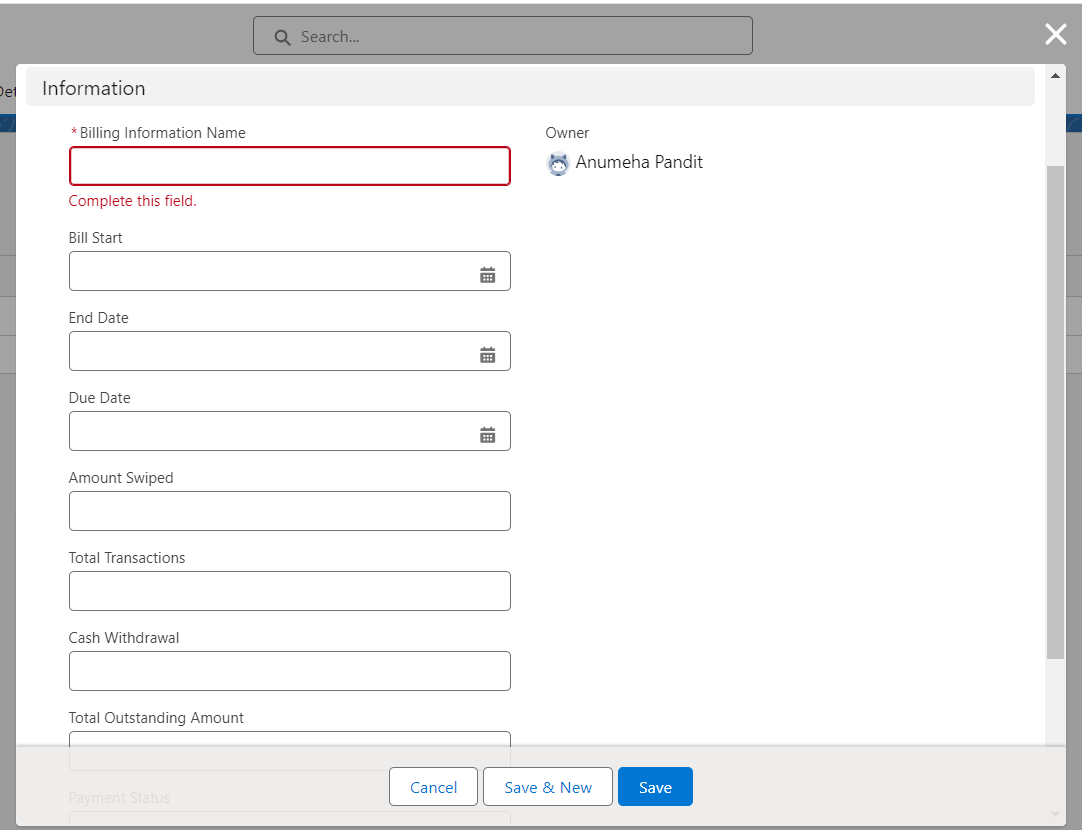 Search...
Det
Information
*Billing Information Name
Owner
Anumeha Pandit
Complete this field.
Bill Start
End Date
Due Date
Amount Swiped
Total Transactions
Cash Withdrawal
Total Outstanding Amount
Payment Status
Cancel
Save & New
Save